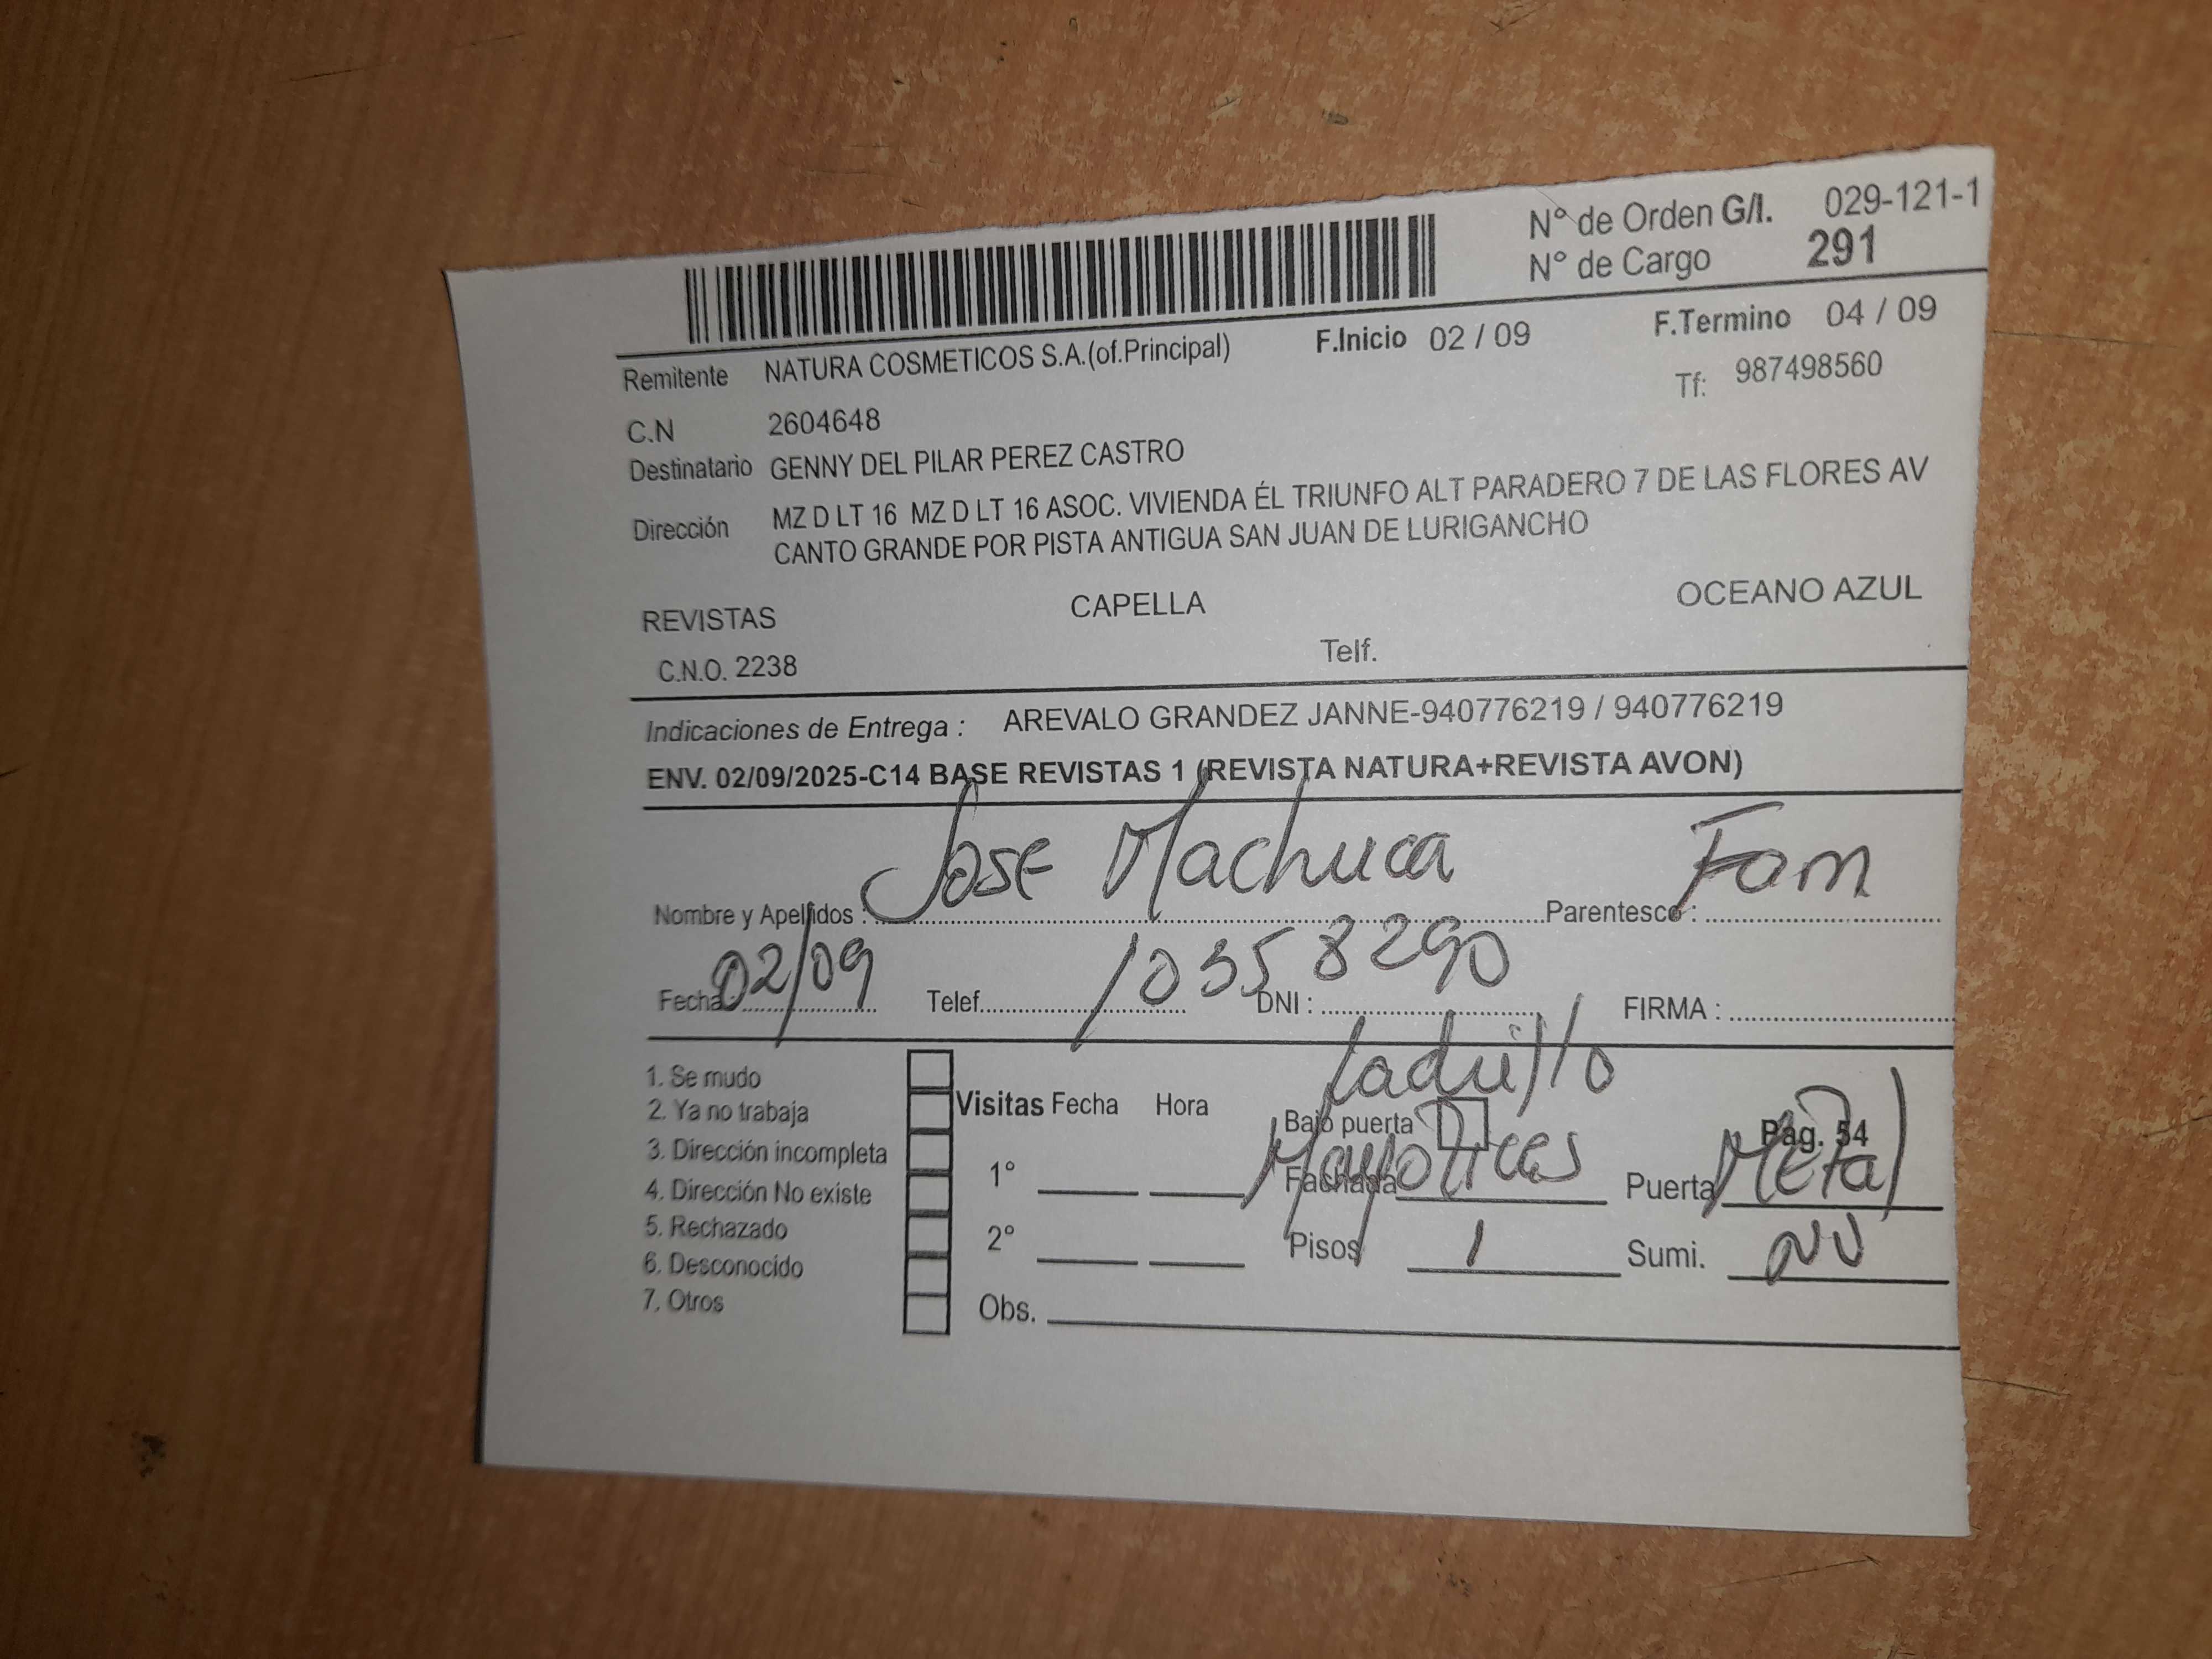 N° de Orden G/I. 029-121-1
N° de Cargo 291
Remitente NATURA COSMETICOS S.A.(of.Principal) F.Inicio 02 / 09 F.Termino 04 / 09
Tf: 987498560
C.N 2604648
Destinatario GENNY DEL PILAR PEREZ CASTRO
Dirección MZ D LT 16 MZ D LT 16 ASOC. VIVIENDA ÉL TRIUNFO ALT PARADERO 7 DE LAS FLORES AV
CANTO GRANDE POR PISTA ANTIGUA SAN JUAN DE LURIGANCHO
REVISTAS CAPELLA OCEANO AZUL
C.N.O. 2238 Telf.
Indicaciones de Entrega : AREVALO GRANDEZ JANNE-940776219 / 940776219
ENV. 02/09/2025-C14 BASE REVISTAS 1 (REVISTA NATURA+REVISTA AVON)
Nombre y Apellidos : Jose Machuca Parentesco : Fam
Fecha: 02/09 Telef. DNI : 10358290 FIRMA :
ladrillo
1. Se mudo
2. Ya no trabaja
3. Dirección incompleta
4. Dirección No existe
5. Rechazado
6. Desconocido
7. Otros
Visitas Fecha Hora Bajo puerta Pag. 54
1° Fachada Mayolicas Puerta Metal
2° Pisos 1 Sumi. NV
Obs.